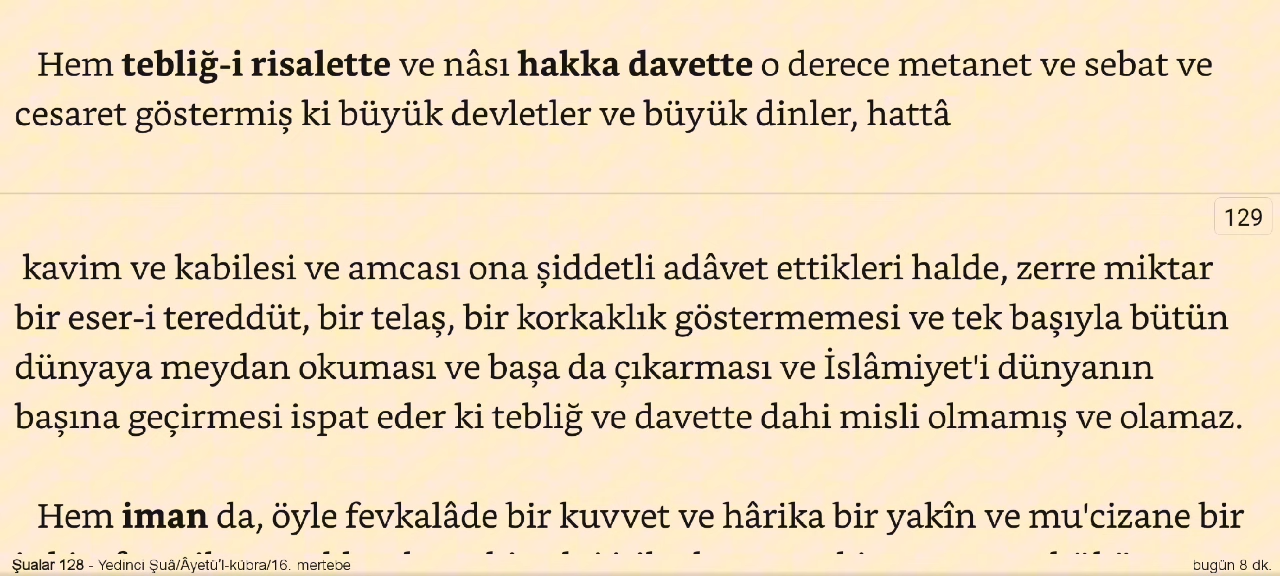 Hem tebliğ-i risalette ve nâsı hakka davette o derece metanet ve sebat ve
cesaret göstermiş ki büyük devletler ve büyük dinler, hattâ
129
kavim ve kabilesi ve amcası ona şiddetli adâvet ettikleri halde, zerre miktar
bir eser-i tereddüt, bir telaş, bir korkaklık göstermemesi ve tek başıyla bütün
dünyaya meydan okuması ve başa da çıkarması ve İslâmiyet'i dünyanın
başına geçirmesi ispat eder ki tebliğ ve davette dahi misli olmamış ve olamaz.
Hem iman da, öyle fevkalâde bir kuvvet ve hârika bir yakîn ve mu'cizane bir
Şualar 128 - Yedinci Şuâ/Âyetü'l-kübra/16. mertebe
bugün 8 dk.